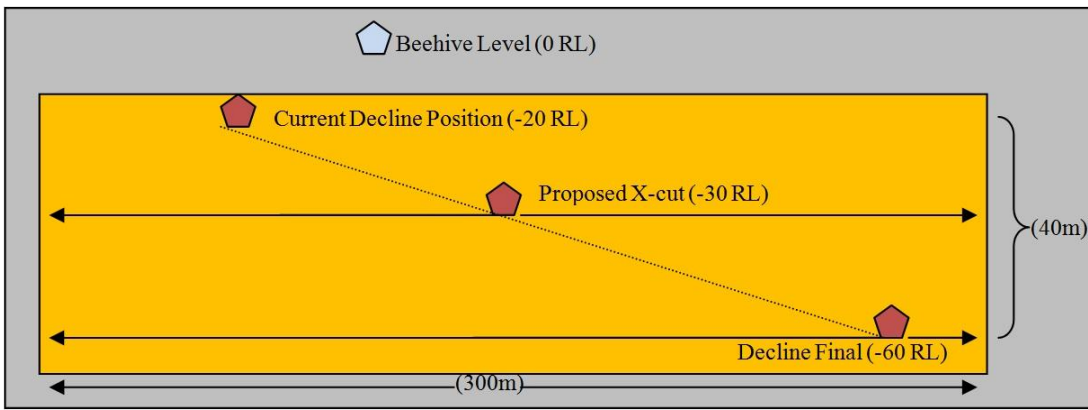 Beehive Level (0 RL)
Current Decline Position (-20 RL)
Proposed X-cut (-30 RL)
(40m)
Decline Final (-60 RL)
(300m)